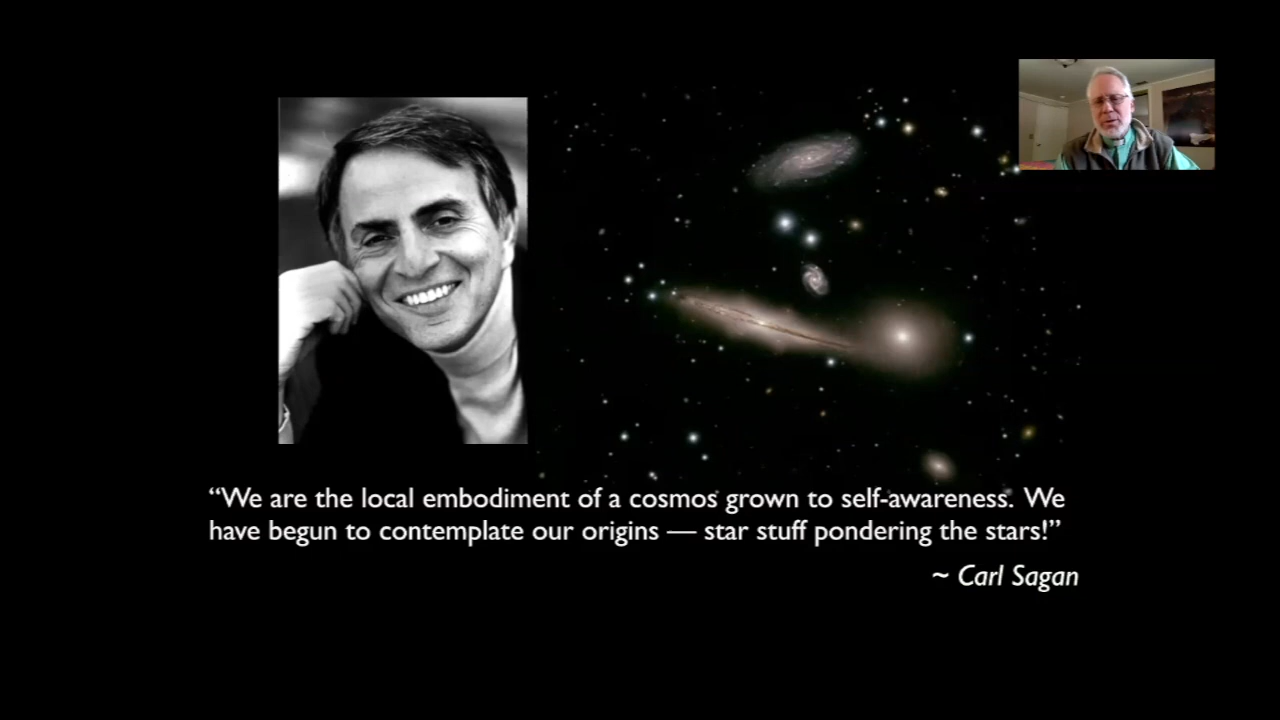 “We are the local embodiment of a cosmos grown to self-awareness. We
have begun to contemplate our origins — star stuff pondering the stars!”
~ Carl Sagan